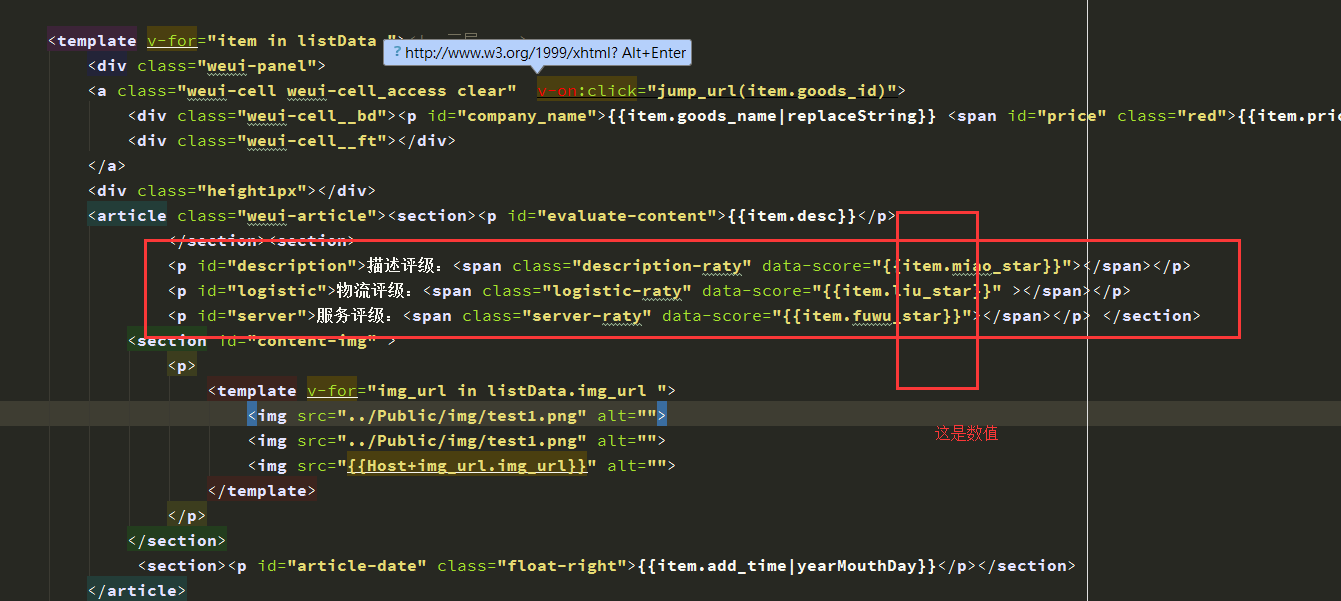 <template v-for="item in listData ">
? http://www.w3.org/1999/xhtml? Alt+Enter
<div class="weui-panel">
<a class="weui-cell weui-cell_access clear" v-on:click="jump_url(item.goods_id)">
<div class="weui-cell__bd"><p id="company_name">{{item.goods_name|replaceString}} <span id="price" class="red">{{item.pric
<div class="weui-cell__ft"></div>
</a>
<div class="height1px"></div>
<article class="weui-article"><section><p id="evaluate-content">{{item.desc}}</p>
</section><section>
<p id="description">描述评级：<span class="description-raty" data-score="{{item.miao_star}}"></span></p>
<p id="logistic">物流评级：<span class="logistic-raty" data-score="{{item.liu_star}}" ></span></p>
<p id="server">服务评级：<span class="server-raty" data-score="{{item.fuwu_star}}"></span></p> </section>
<section id="content-img" >
<p>
<template v-for="img_url in listData.img_url ">
<img src="../Public/img/test1.png" alt="">
这是数值
<img src="../Public/img/test1.png" alt="">
<img src="{{Host+img_url.img_url}}" alt="">
</template>
</p>
</section>
<section><p id="article-date" class="float-right">{{item.add_time|yearMouthDay}}</p></section>
</article>